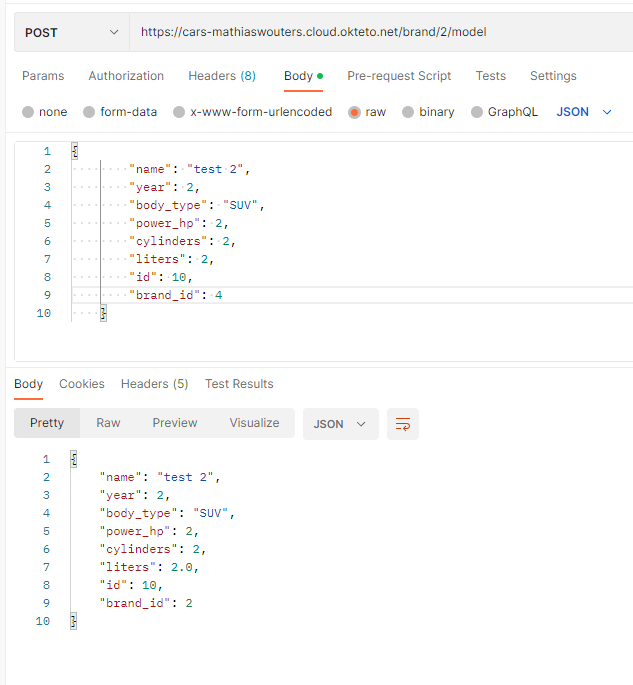 POST https://cars-mathiaswouters.cloud.okteto.net/brand/2/model
Params Authorization Headers (8) Body Pre-request Script Tests Settings
none form-data x-www-form-urlencoded raw binary GraphQL JSON
1 {
2 "name": "test 2",
3 "year": 2,
4 "body_type": "SUV",
5 "power_hp": 2,
6 "cylinders": 2,
7 "liters": 2,
8 "id": 10,
9 "brand_id": 4
10 }
Body Cookies Headers (5) Test Results
Pretty Raw Preview Visualize JSON
1 {
2 "name": "test 2",
3 "year": 2,
4 "body_type": "SUV",
5 "power_hp": 2,
6 "cylinders": 2,
7 "liters": 2.0,
8 "id": 10,
9 "brand_id": 2
10 }